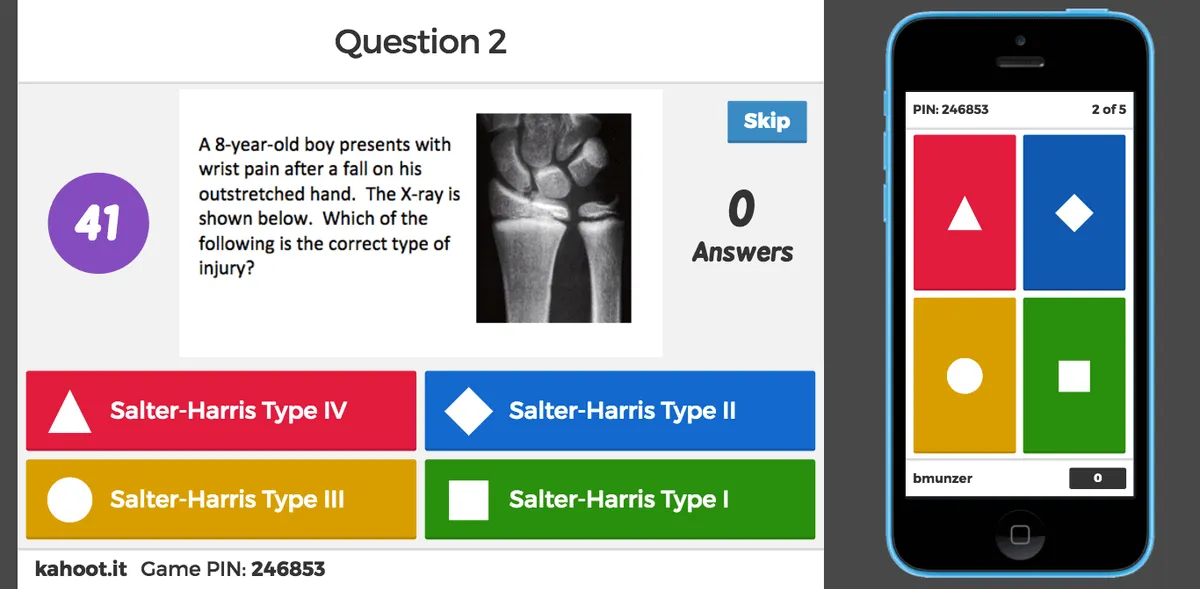 Question 2
41
A 8-year-old boy presents with
wrist pain after a fall on his
outstretched hand. The X-ray is
shown below. Which of the
following is the correct type of
injury?
Skip
0
Answers
Salter-Harris Type IV
Salter-Harris Type II
Salter-Harris Type III
Salter-Harris Type I
kahoot.it Game PIN: 246853
PIN: 246853 2 of 5
bmunzer 0